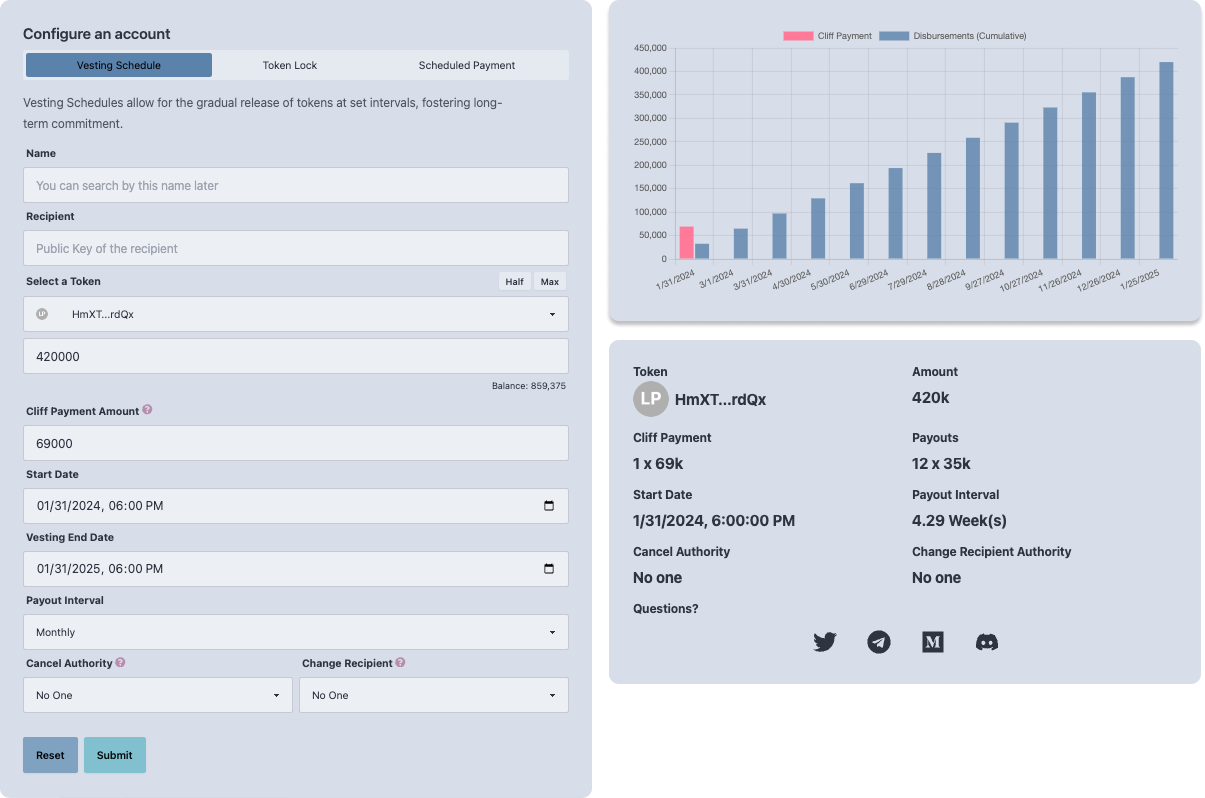 Configure an account
Vesting Schedule
Token Lock
Scheduled Payment
Vesting Schedules allow for the gradual release of tokens at set intervals, fostering long-
term commitment.
Name
You can search by this name later
Recipient
Public Key of the recipient
Select a Token
Half
Max
LP
HmXT...rdQx
420000
Balance: 859,375
Cliff Payment Amount ?
69000
Start Date
01/31/2024, 06:00 PM
Vesting End Date
01/31/2025, 06:00 PM
Payout Interval
Monthly
Cancel Authority ?
Change Recipient ?
No One
No One
Reset
Submit
Cliff Payment
Disbursements (Cumulative)
450,000
400,000
350,000
300,000
250,000
200,000
150,000
100,000
50,000
0
1/31/2024
3/1/2024
3/31/2024
4/30/2024
5/30/2024
6/29/2024
7/29/2024
8/28/2024
9/27/2024
10/27/2024
11/26/2024
12/26/2024
1/25/2025
Token
Amount
LP
HmXT...rdQx
420k
Cliff Payment
Payouts
1 x 69k
12 x 35k
Start Date
Payout Interval
1/31/2024, 6:00:00 PM
4.29 Week(s)
Cancel Authority
Change Recipient Authority
No one
No one
Questions?
M